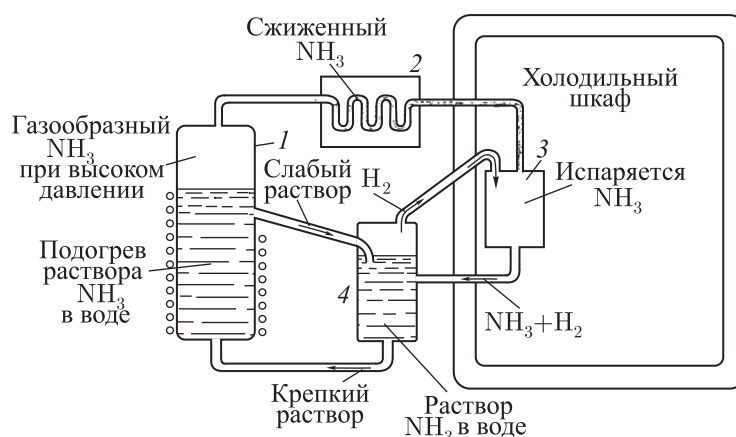 Сжиженный
NH3
2
Холодильный
шкаф
Газообразный
NH3
при высоком
давлении
1
Слабый
раствор
H2
3
Испаряется
NH3
Подогрев
раствора
NH3
в воде
4
NH3+H2
Крепкий
раствор
Раствор
NH3 в воде